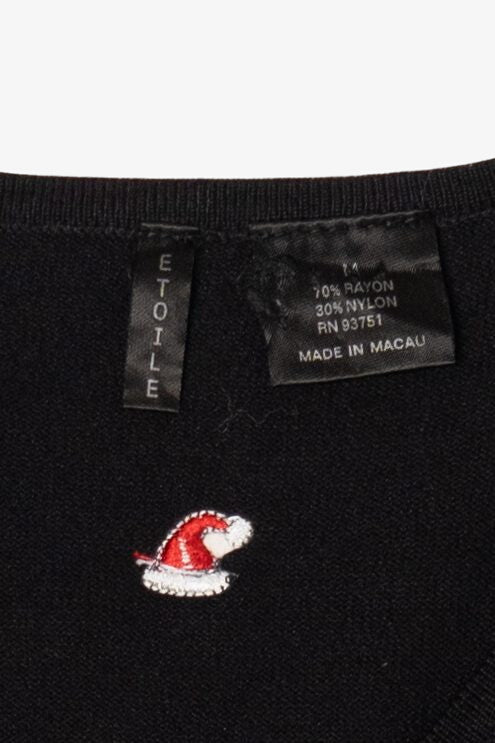 ETOILE
M
70% RAYON
30% NYLON
RN 93751
MADE IN MACAU